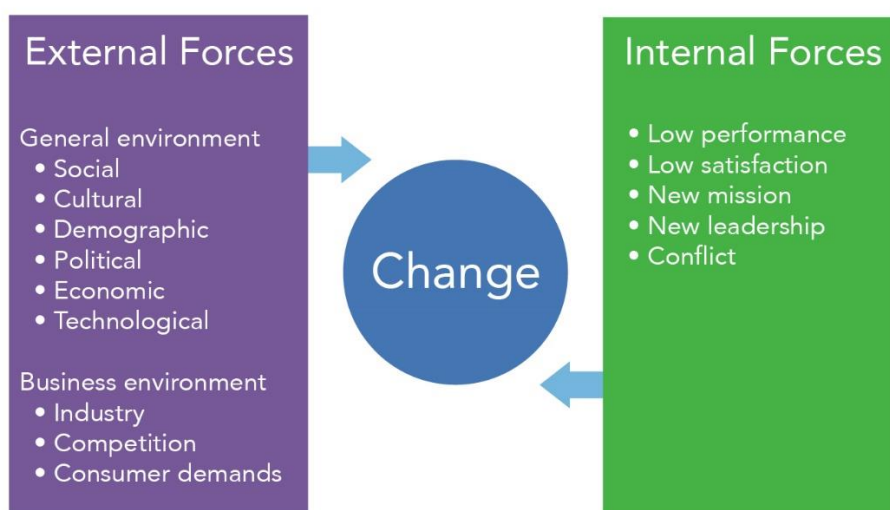 External Forces
General environment
• Social
• Cultural
• Demographic
• Political
• Economic
• Technological
Business environment
• Industry
• Competition
• Consumer demands
Change
Internal Forces
• Low performance
• Low satisfaction
• New mission
• New leadership
• Conflict